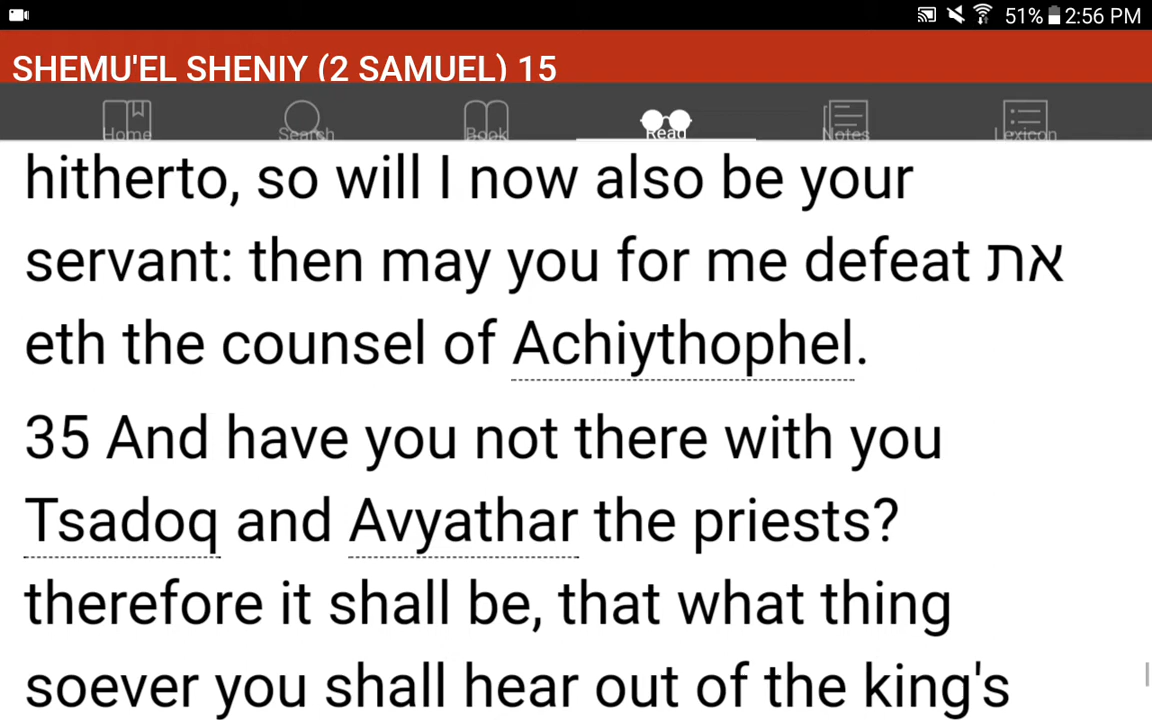 51% 2:56 PM
SHEMU'EL SHENIY (2 SAMUEL) 15
Home Search Book Read Notes Lexicon
hitherto, so will I now also be your
servant: then may you for me defeat את
eth the counsel of Achiythophel.
35 And have you not there with you
Tsadoq and Avyathar the priests?
therefore it shall be, that what thing
soever you shall hear out of the king's